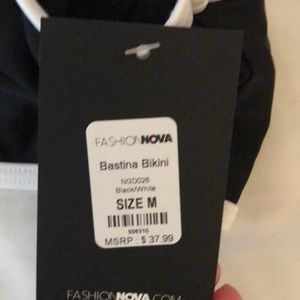 FASHIONNOVA
Bastina Bikini
NGD026
Black/White
SIZE M
MSRP : $ 37.99
FASHIONNOVA.COM